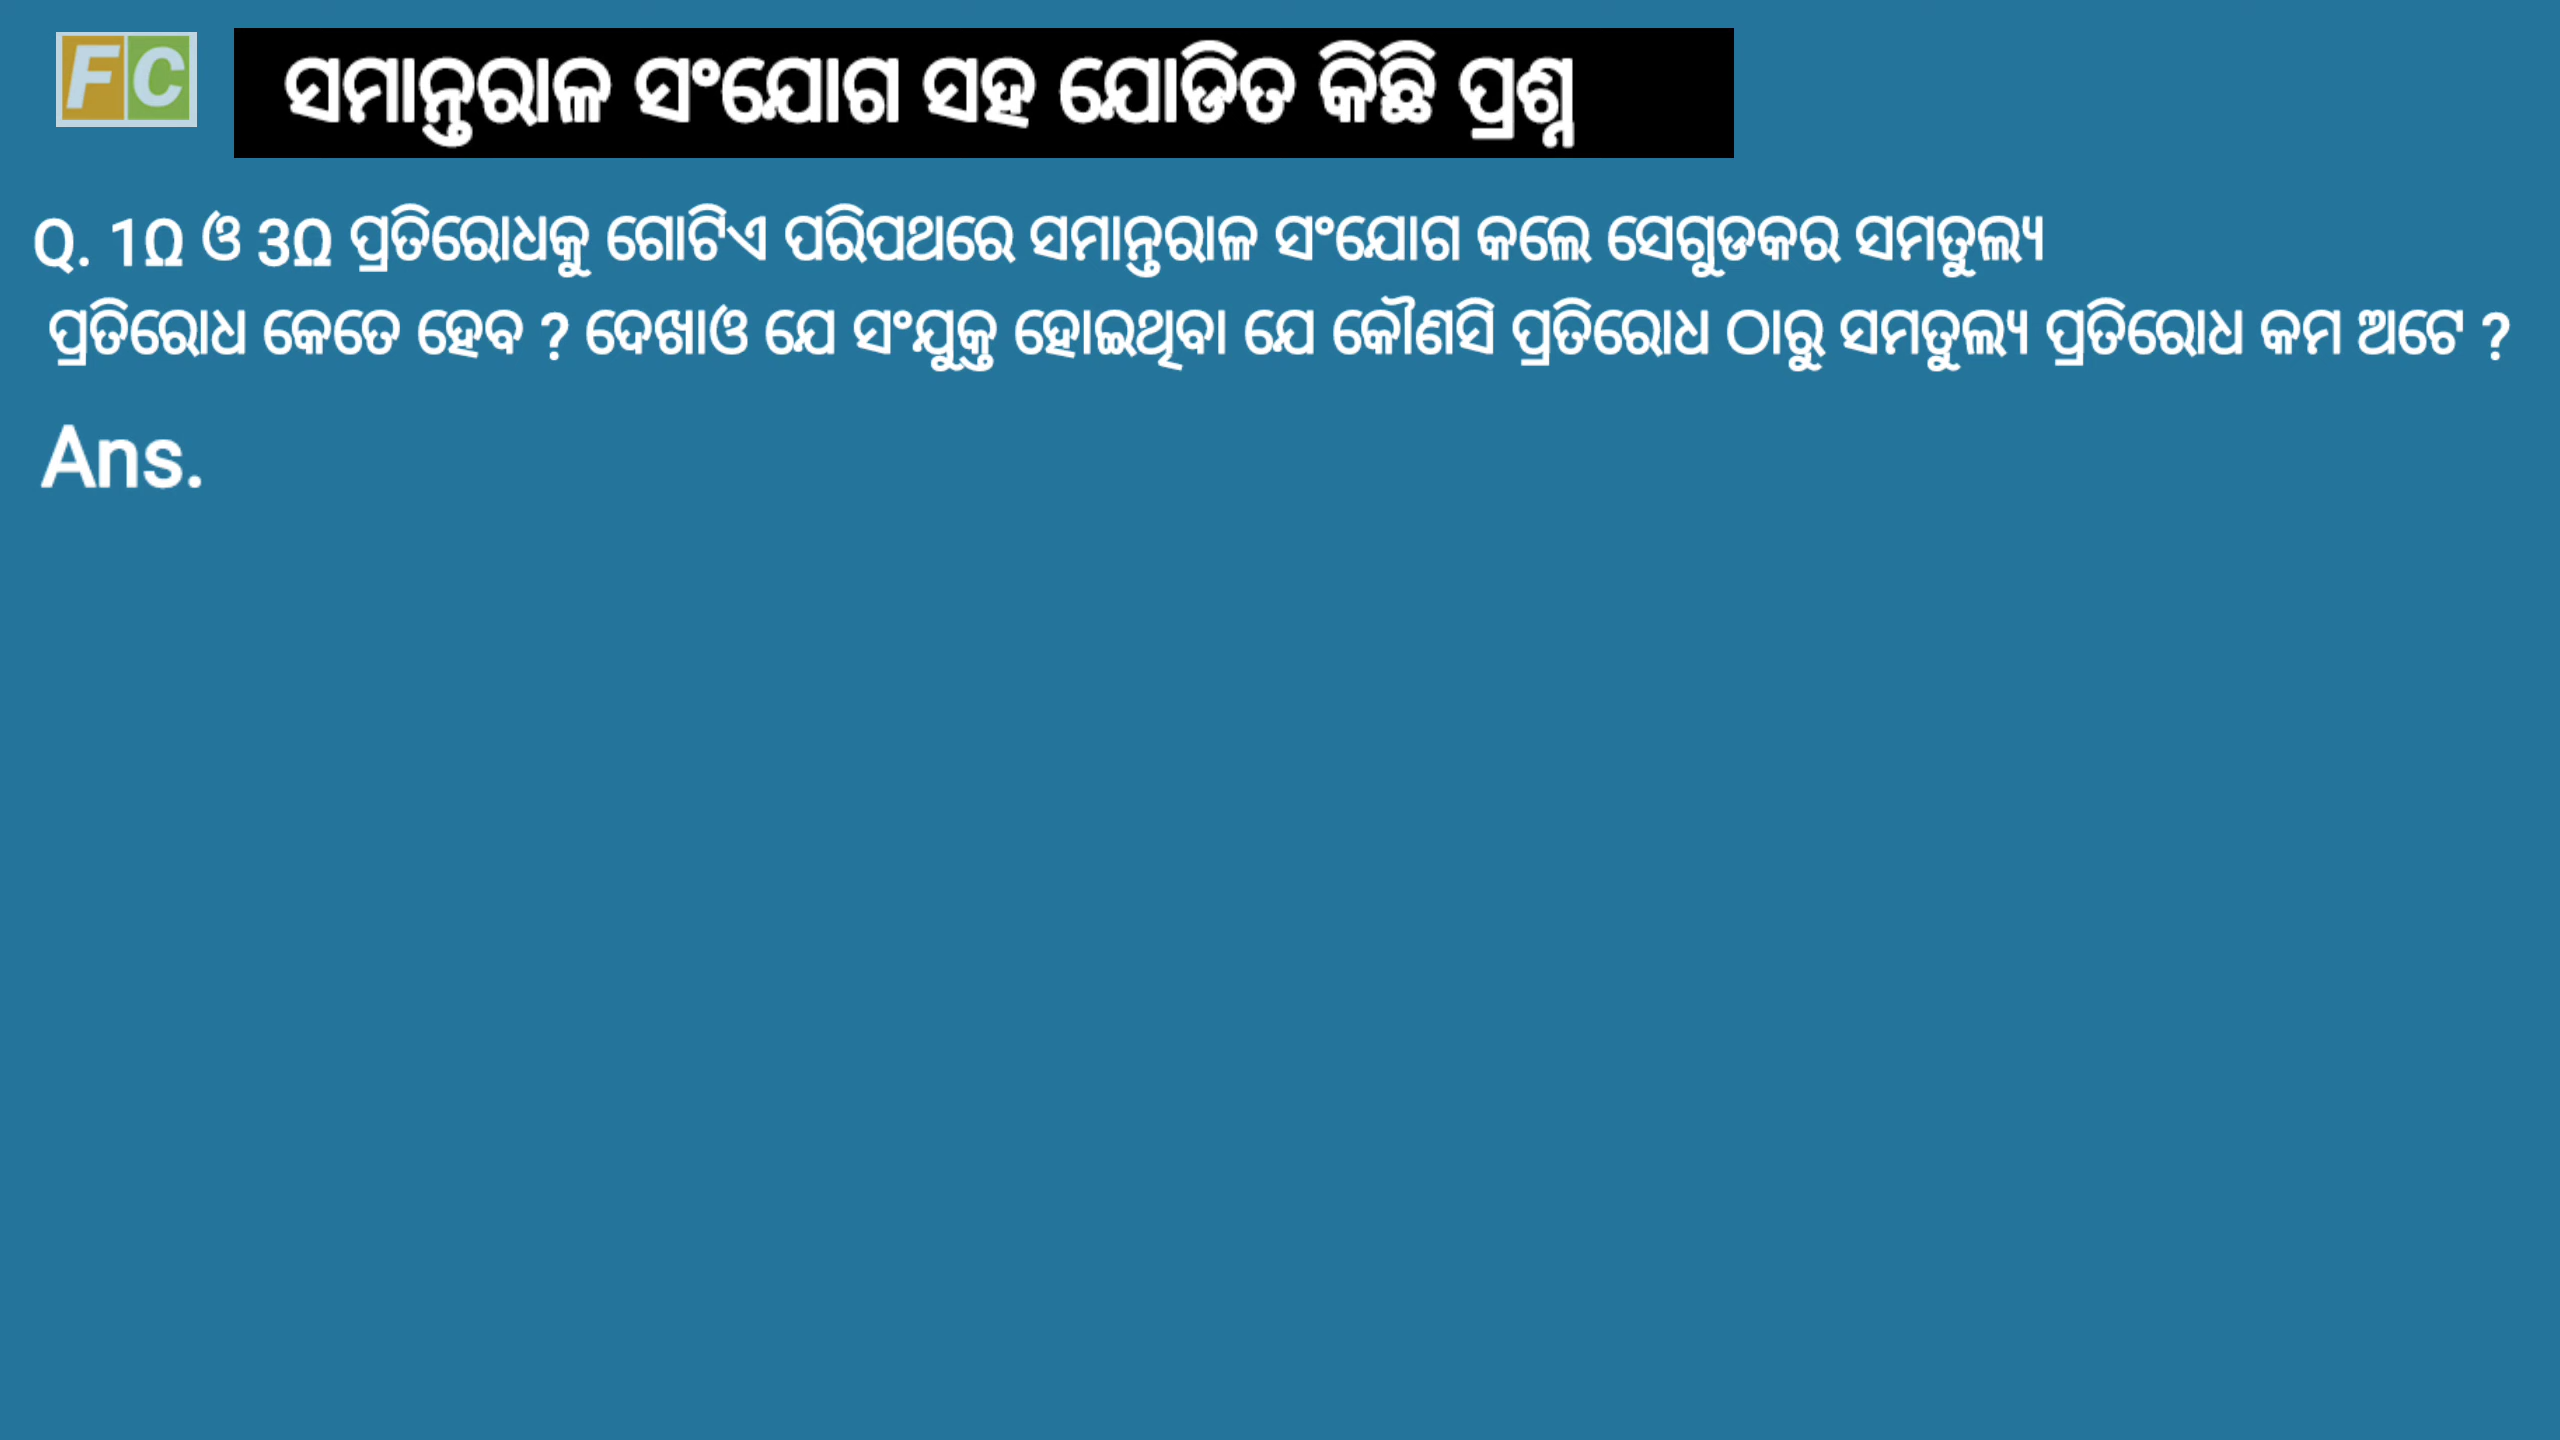 FC
ସମାନ୍ତରାଳ ସଂଯୋଗ ସହ ଯୋଡିତ କିଛି ପ୍ରଶ୍ନ
Q. 1Ω ଓ 3Ω ପ୍ରତିରୋଧକୁ ଗୋଟିଏ ପରିପଥରେ ସମାନ୍ତରାଳ ସଂଯୋଗ କଲେ ସେଗୁଡକର ସମତୁଲ୍ୟ
ପ୍ରତିରୋଧ କେତେ ହେବ ? ଦେଖାଓ ଯେ ସଂଯୁକ୍ତ ହୋଇଥିବା ଯେ କୌଣସି ପ୍ରତିରୋଧ ଠାରୁ ସମତୁଲ୍ୟ ପ୍ରତିରୋଧ କମ ଅଟେ ?
Ans.